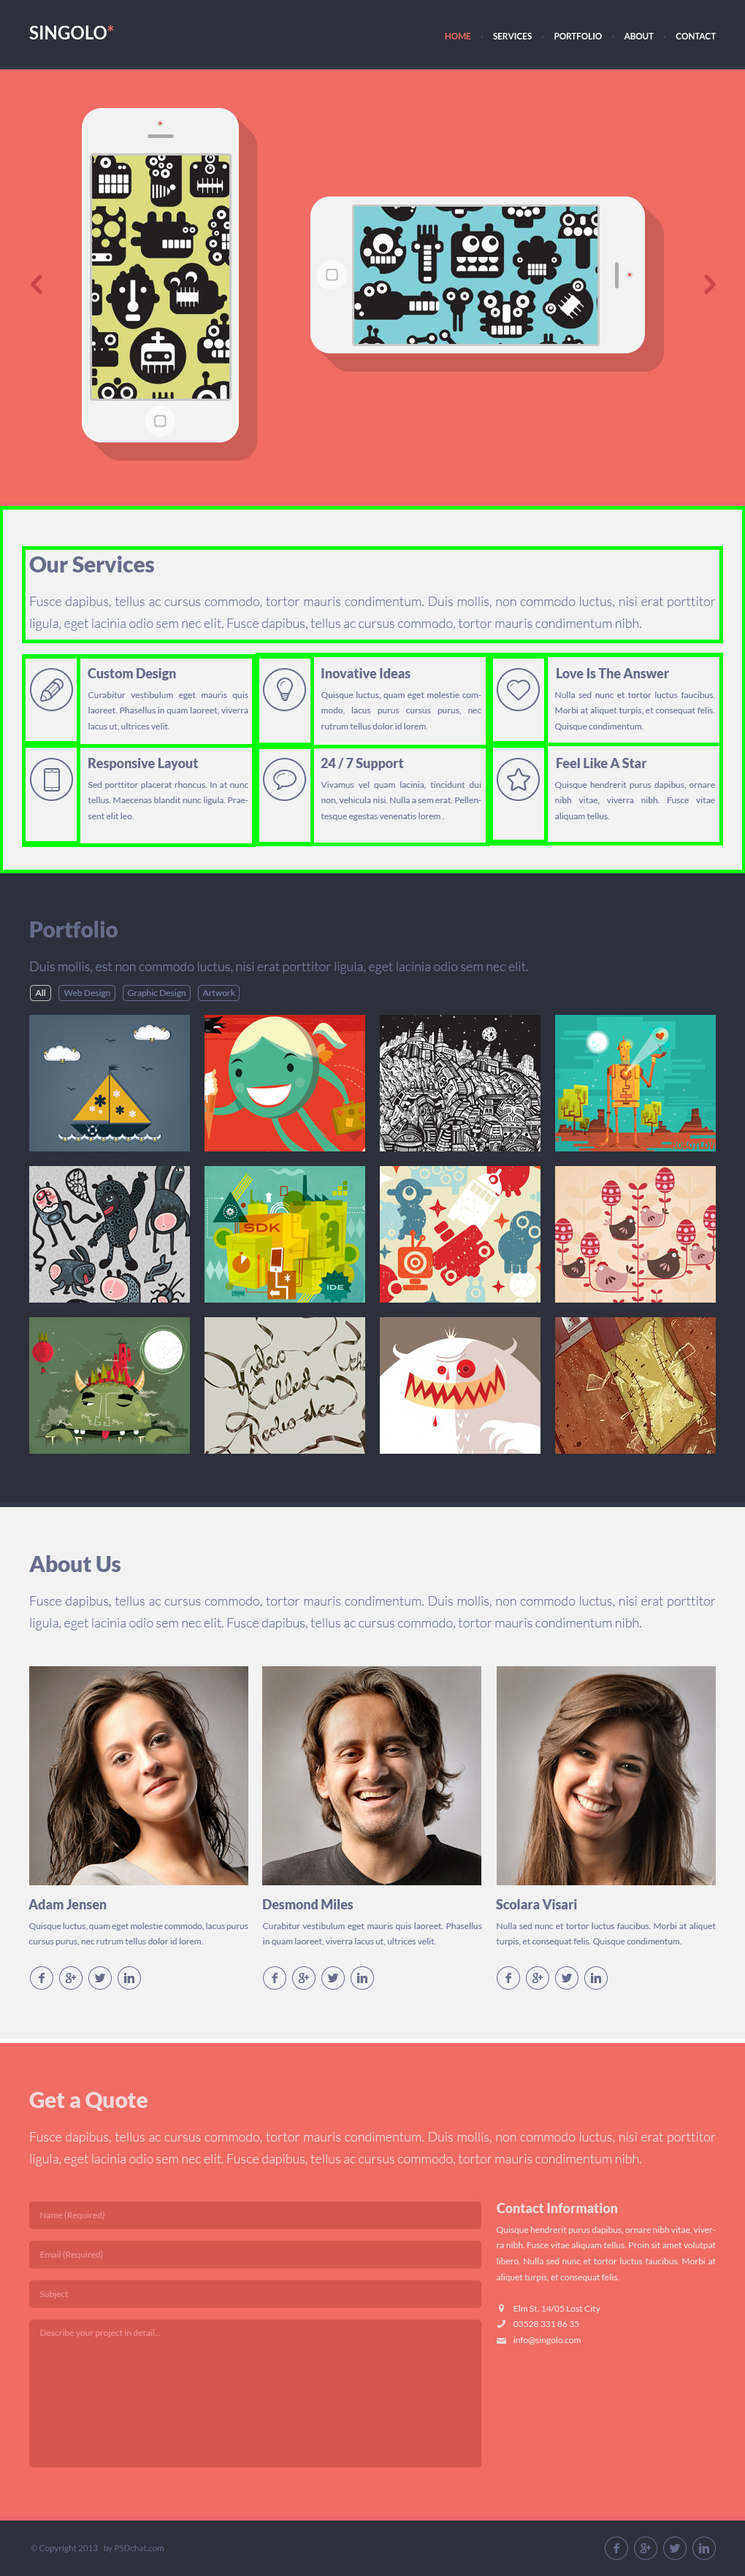 SINGOLO*
HOME · SERVICES · PORTFOLIO · ABOUT · CONTACT
Our Services
Fusce dapibus, tellus ac cursus commodo, tortor mauris condimentum. Duis mollis, non commodo luctus, nisi erat porttitor
ligula, eget lacinia odio sem nec elit. Fusce dapibus, tellus ac cursus commodo, tortor mauris condimentum nibh.
Custom Design
Curabitur vestibulum eget mauris quis
laoreet. Phasellus in quam laoreet, viverra
lacus ut, ultrices velit.
Inovative Ideas
Quisque luctus, quam eget molestie com-
modo, lacus purus cursus purus, nec
rutrum tellus dolor id lorem.
Love Is The Answer
Nulla sed nunc et tortor luctus faucibus.
Morbi at aliquet turpis, et consequat felis.
Quisque condimentum.
Responsive Layout
Sed porttitor placerat rhoncus. In at nunc
tellus. Maecenas blandit nunc ligula. Prae-
sent elit leo.
24 / 7 Support
Vivamus vel quam lacinia, tincidunt dui
non, vehicula nisi. Nulla a sem erat. Pellen-
tesque egestas venenatis lorem .
Feel Like A Star
Quisque hendrerit purus dapibus, ornare
nibh vitae, viverra nibh. Fusce vitae
aliquam tellus.
Portfolio
Duis mollis, est non commodo luctus, nisi erat porttitor ligula, eget lacinia odio sem nec elit.
All Web Design Graphic Design Artwork
SDK
IDE
About Us
Fusce dapibus, tellus ac cursus commodo, tortor mauris condimentum. Duis mollis, non commodo luctus, nisi erat porttitor
ligula, eget lacinia odio sem nec elit. Fusce dapibus, tellus ac cursus commodo, tortor mauris condimentum nibh.
Adam Jensen
Quisque luctus, quam eget molestie commodo, lacus purus
cursus purus, nec rutrum tellus dolor id lorem.
Desmond Miles
Curabitur vestibulum eget mauris quis laoreet. Phasellus
in quam laoreet, viverra lacus ut, ultrices velit.
Scolara Visari
Nulla sed nunc et tortor luctus faucibus. Morbi at aliquet
turpis, et consequat felis. Quisque condimentum.
Get a Quote
Fusce dapibus, tellus ac cursus commodo, tortor mauris condimentum. Duis mollis, non commodo luctus, nisi erat porttitor
ligula, eget lacinia odio sem nec elit. Fusce dapibus, tellus ac cursus commodo, tortor mauris condimentum nibh.
Name (Required)
Email (Required)
Subject
Describe your project in detail...
Contact Information
Quisque hendrerit purus dapibus, ornare nibh vitae, viver-
ra nibh. Fusce vitae aliquam tellus. Proin sit amet volutpat
libero. Nulla sed nunc et tortor luctus faucibus. Morbi at
aliquet turpis, et consequat felis.
Elm St. 14/05 Lost City
03528 331 86 35
info@singolo.com
© Copyright 2013 · by PSDchat.com